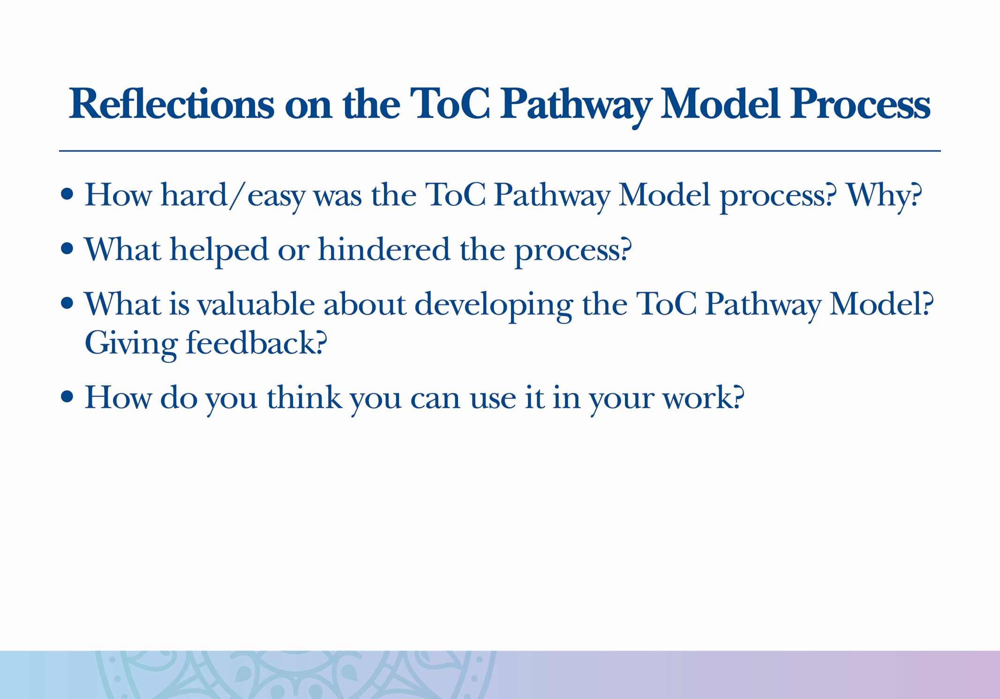 Reflections on the ToC Pathway Model Process
• How hard/easy was the ToC Pathway Model process? Why?
• What helped or hindered the process?
• What is valuable about developing the ToC Pathway Model?
Giving feedback?
• How do you think you can use it in your work?